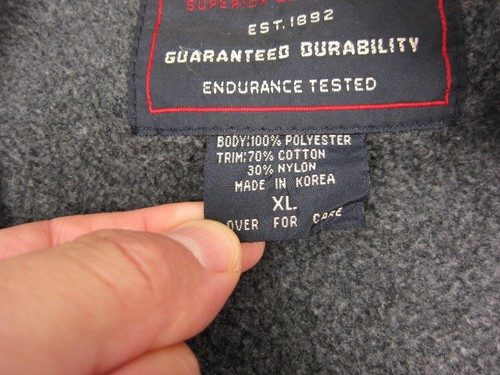 SUPERIOR
EST. 1892
GUARANTEED DURABILITY
ENDURANCE TESTED
BODY:100% POLYESTER
TRIM:70% COTTON
30% NYLON
MADE IN KOREA
XL
OVER FOR CARE